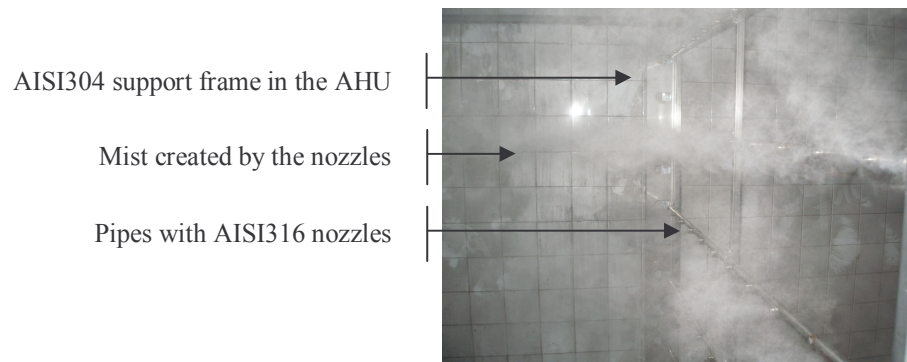 AISI304 support frame in the AHU
Mist created by the nozzles
Pipes with AISI316 nozzles